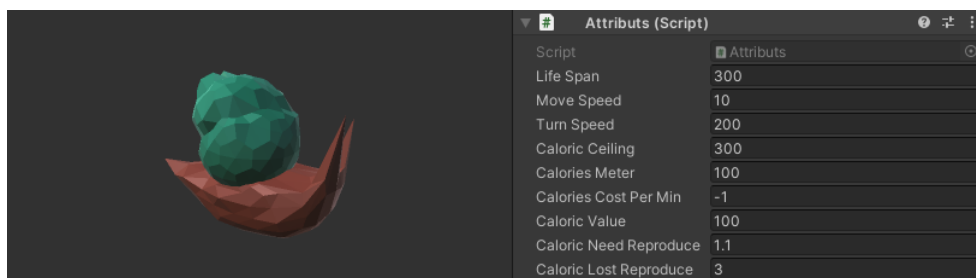 Attributs (Script)
Script Attributs
Life Span 300
Move Speed 10
Turn Speed 200
Caloric Ceiling 300
Calories Meter 100
Calories Cost Per Min -1
Caloric Value 100
Caloric Need Reproduce 1.1
Caloric Lost Reproduce 3